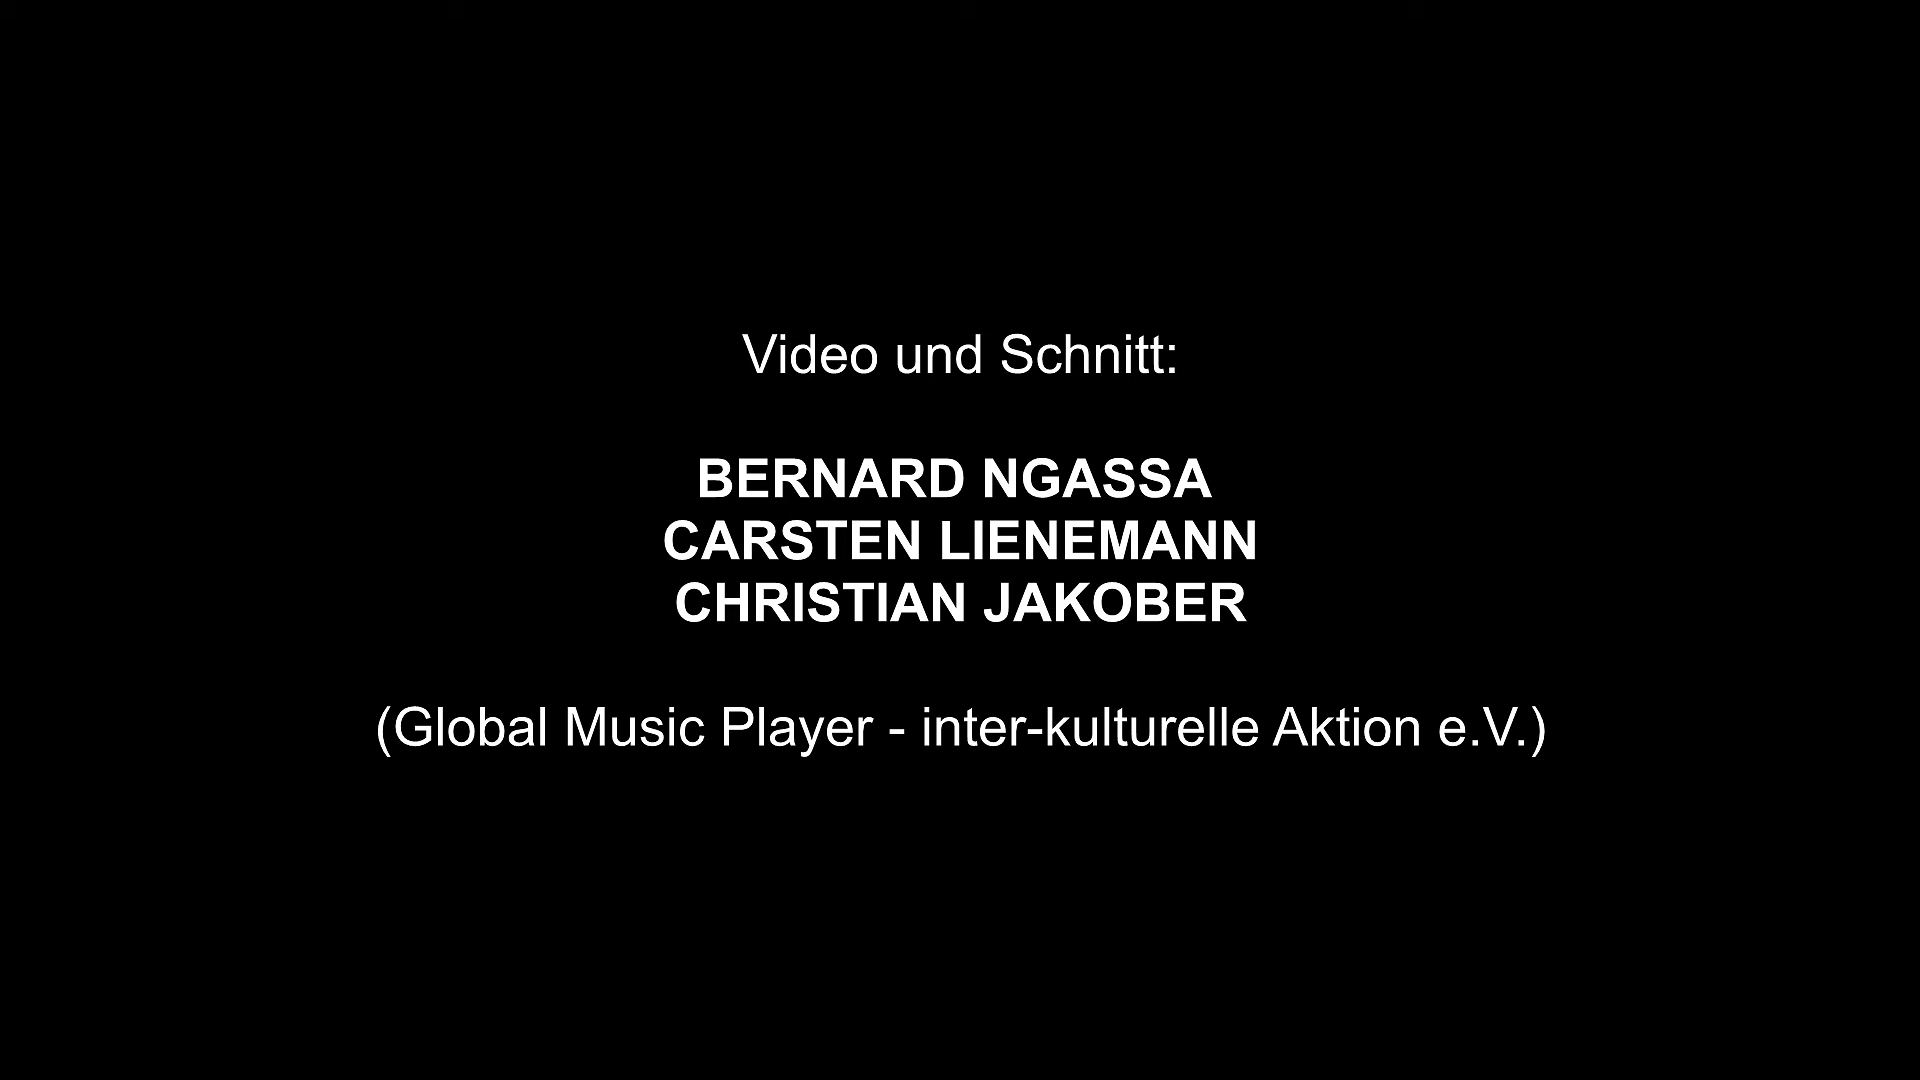 Video und Schnitt:
BERNARD NGASSA
CARSTEN LIENEMANN
CHRISTIAN JAKOBER
(Global Music Player - inter-kulturelle Aktion e.V.)